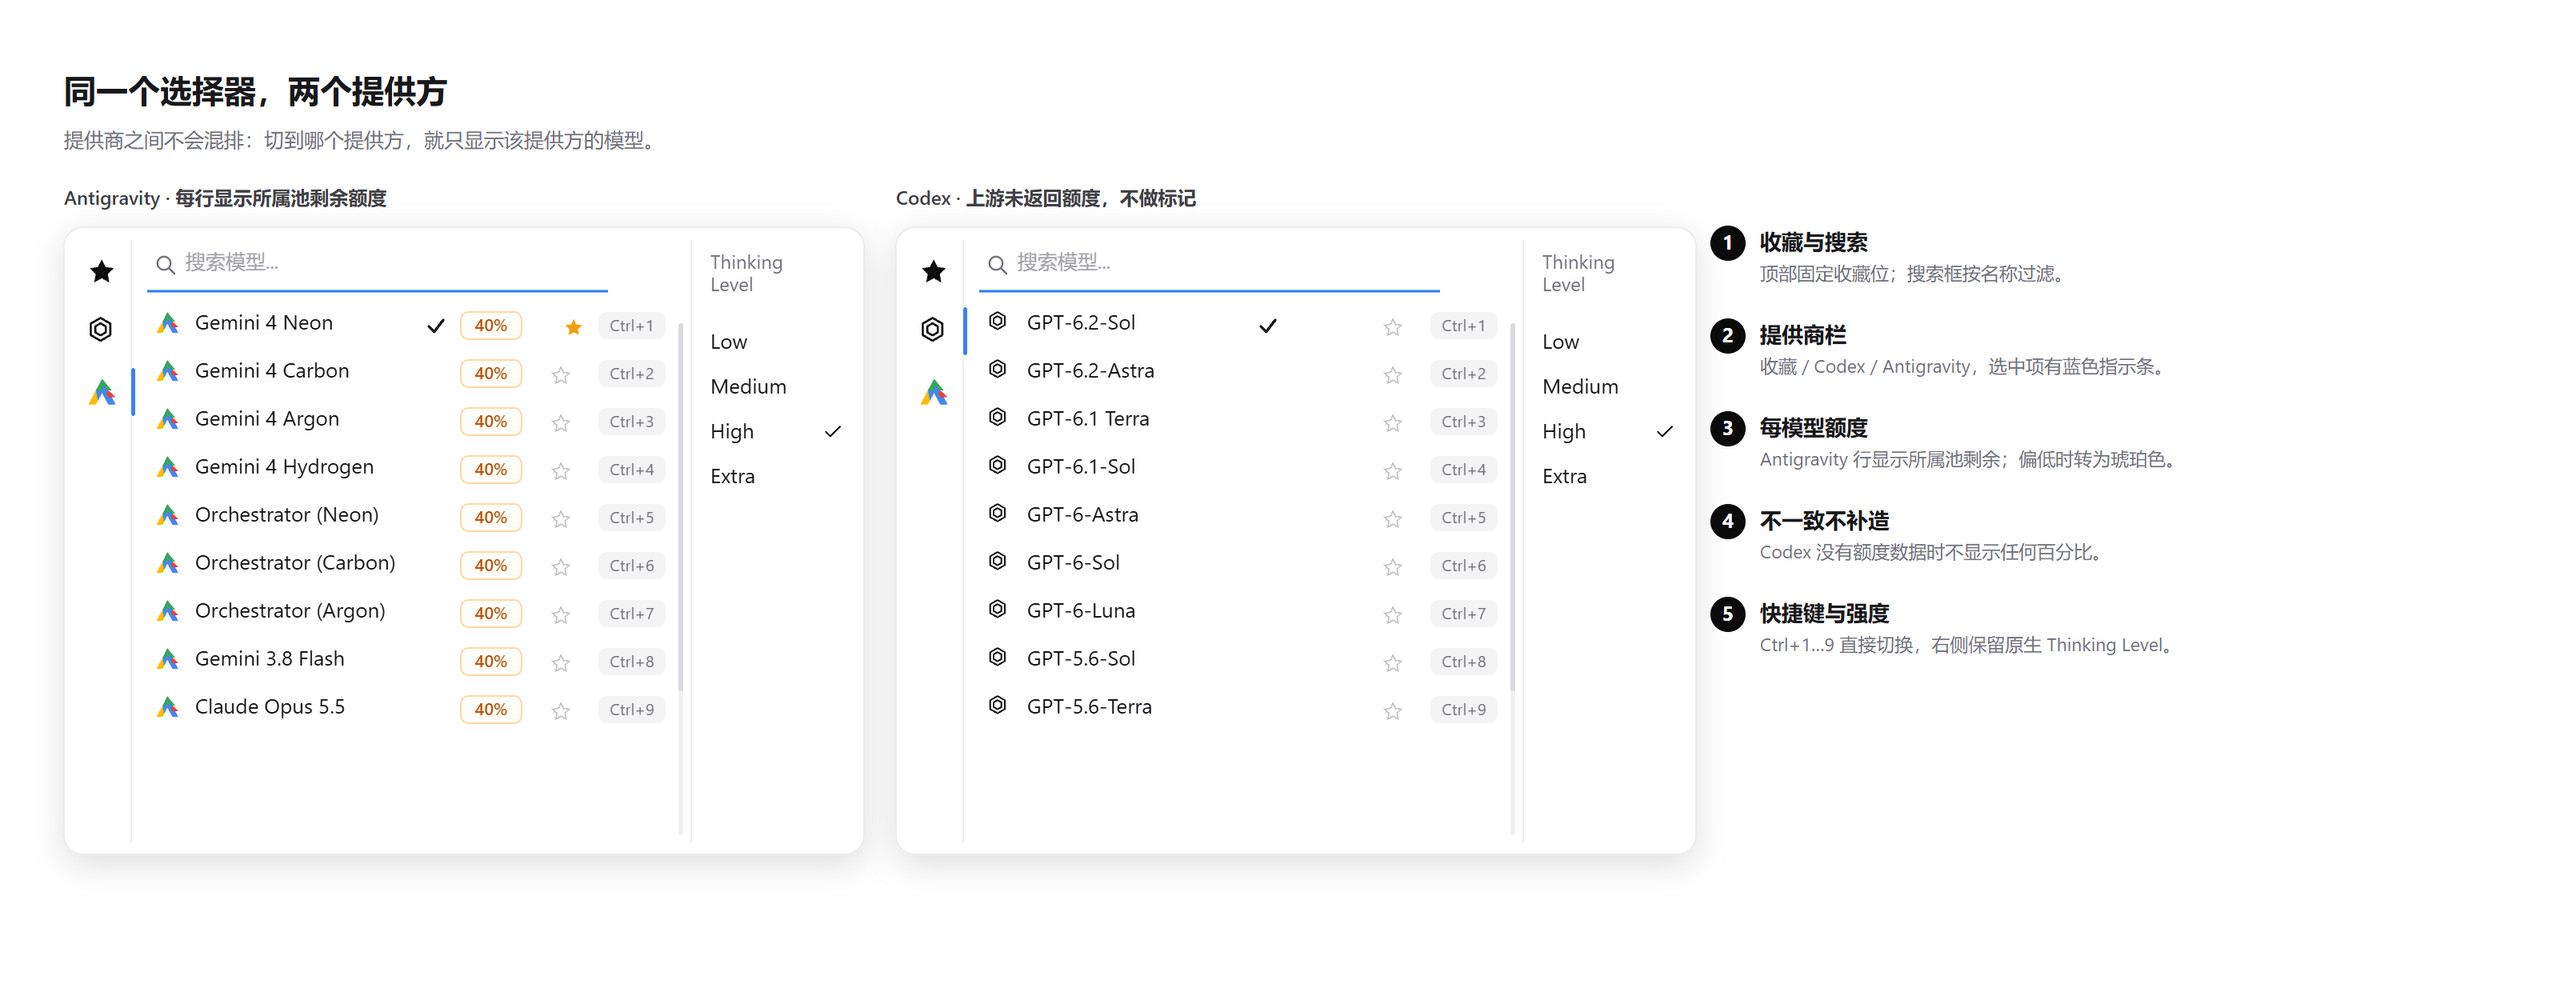 同一个选择器，两个提供方
提供商之间不会混排：切到哪个提供方，就只显示该提供方的模型。
Antigravity · 每行显示所属池剩余额度
搜索模型...
Gemini 4 Neon 40% Ctrl+1
Gemini 4 Carbon 40% Ctrl+2
Gemini 4 Argon 40% Ctrl+3
Gemini 4 Hydrogen 40% Ctrl+4
Orchestrator (Neon) 40% Ctrl+5
Orchestrator (Carbon) 40% Ctrl+6
Orchestrator (Argon) 40% Ctrl+7
Gemini 3.8 Flash 40% Ctrl+8
Claude Opus 5.5 40% Ctrl+9
Thinking
Level
Low
Medium
High
Extra
Codex · 上游未返回额度，不做标记
搜索模型...
GPT-6.2-Sol Ctrl+1
GPT-6.2-Astra Ctrl+2
GPT-6.1 Terra Ctrl+3
GPT-6.1-Sol Ctrl+4
GPT-6-Astra Ctrl+5
GPT-6-Sol Ctrl+6
GPT-6-Luna Ctrl+7
GPT-5.6-Sol Ctrl+8
GPT-5.6-Terra Ctrl+9
Thinking
Level
Low
Medium
High
Extra
1 收藏与搜索
顶部固定收藏位；搜索框按名称过滤。
2 提供商栏
收藏 / Codex / Antigravity，选中项有蓝色指示条。
3 每模型额度
Antigravity 行显示所属池剩余；偏低时转为琥珀色。
4 不一致不补造
Codex 没有额度数据时不显示任何百分比。
5 快捷键与强度
Ctrl+1…9 直接切换，右侧保留原生 Thinking Level。